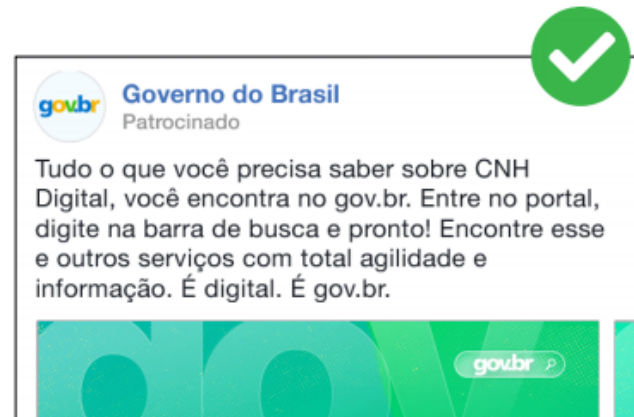 gov.br
Governo do Brasil
Patrocinado
Tudo o que você precisa saber sobre CNH
Digital, você encontra no gov.br. Entre no portal,
digite na barra de busca e pronto! Encontre esse
e outros serviços com total agilidade e
informação. É digital. É gov.br.
gov.br